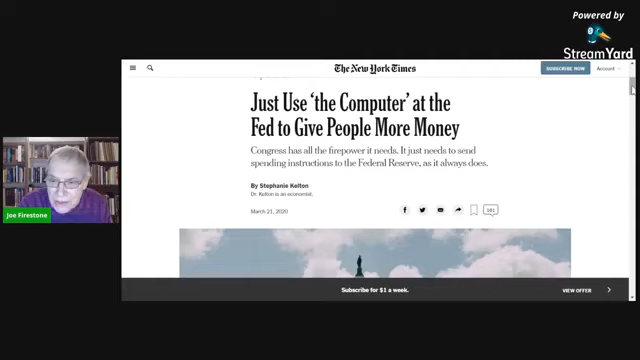 Powered by
StreamYard
The New York Times
SUBSCRIBE NOW
Account
Just Use ‘the Computer’ at the
Fed to Give People More Money
Congress has all the firepower it needs. It just needs to send
spending instructions to the Federal Reserve, as it always does.
By Stephanie Kelton
Dr. Kelton is an economist.
March 21, 2020
Joe Firestone
Subscribe for $1 a week.
VIEW OFFER